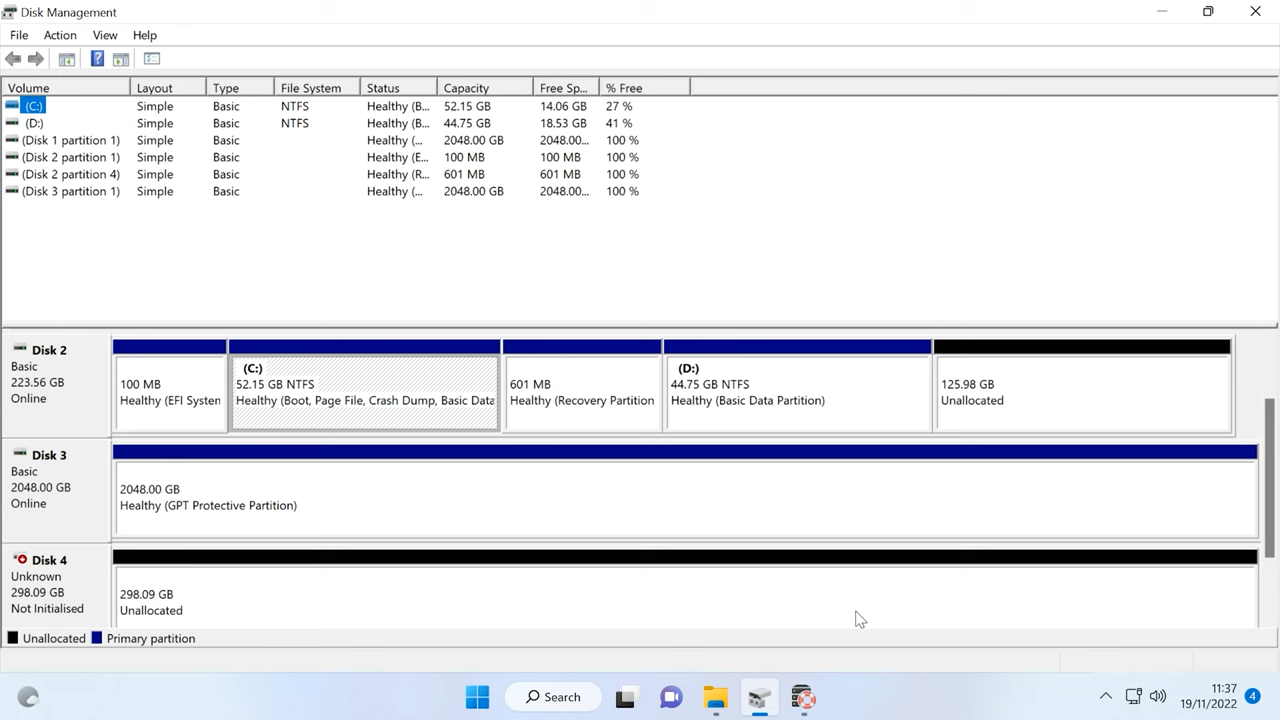 Disk Management
File Action View Help
Volume Layout Type File System Status Capacity Free Sp... % Free
(C:) Simple Basic NTFS Healthy (B... 52.15 GB 14.06 GB 27 %
(D:) Simple Basic NTFS Healthy (B... 44.75 GB 18.53 GB 41 %
(Disk 1 partition 1) Simple Basic Healthy (... 2048.00 GB 2048.00... 100 %
(Disk 2 partition 1) Simple Basic Healthy (E... 100 MB 100 MB 100 %
(Disk 2 partition 4) Simple Basic Healthy (R... 601 MB 601 MB 100 %
(Disk 3 partition 1) Simple Basic Healthy (... 2048.00 GB 2048.00... 100 %
Disk 2
Basic
223.56 GB
Online
100 MB
Healthy (EFI System
(C:)
52.15 GB NTFS
Healthy (Boot, Page File, Crash Dump, Basic Data
601 MB
Healthy (Recovery Partition
(D:)
44.75 GB NTFS
Healthy (Basic Data Partition)
125.98 GB
Unallocated
Disk 3
Basic
2048.00 GB
Online
2048.00 GB
Healthy (GPT Protective Partition)
Disk 4
Unknown
298.09 GB
Not Initialised
298.09 GB
Unallocated
Unallocated Primary partition
Search
11:37
19/11/2022
4